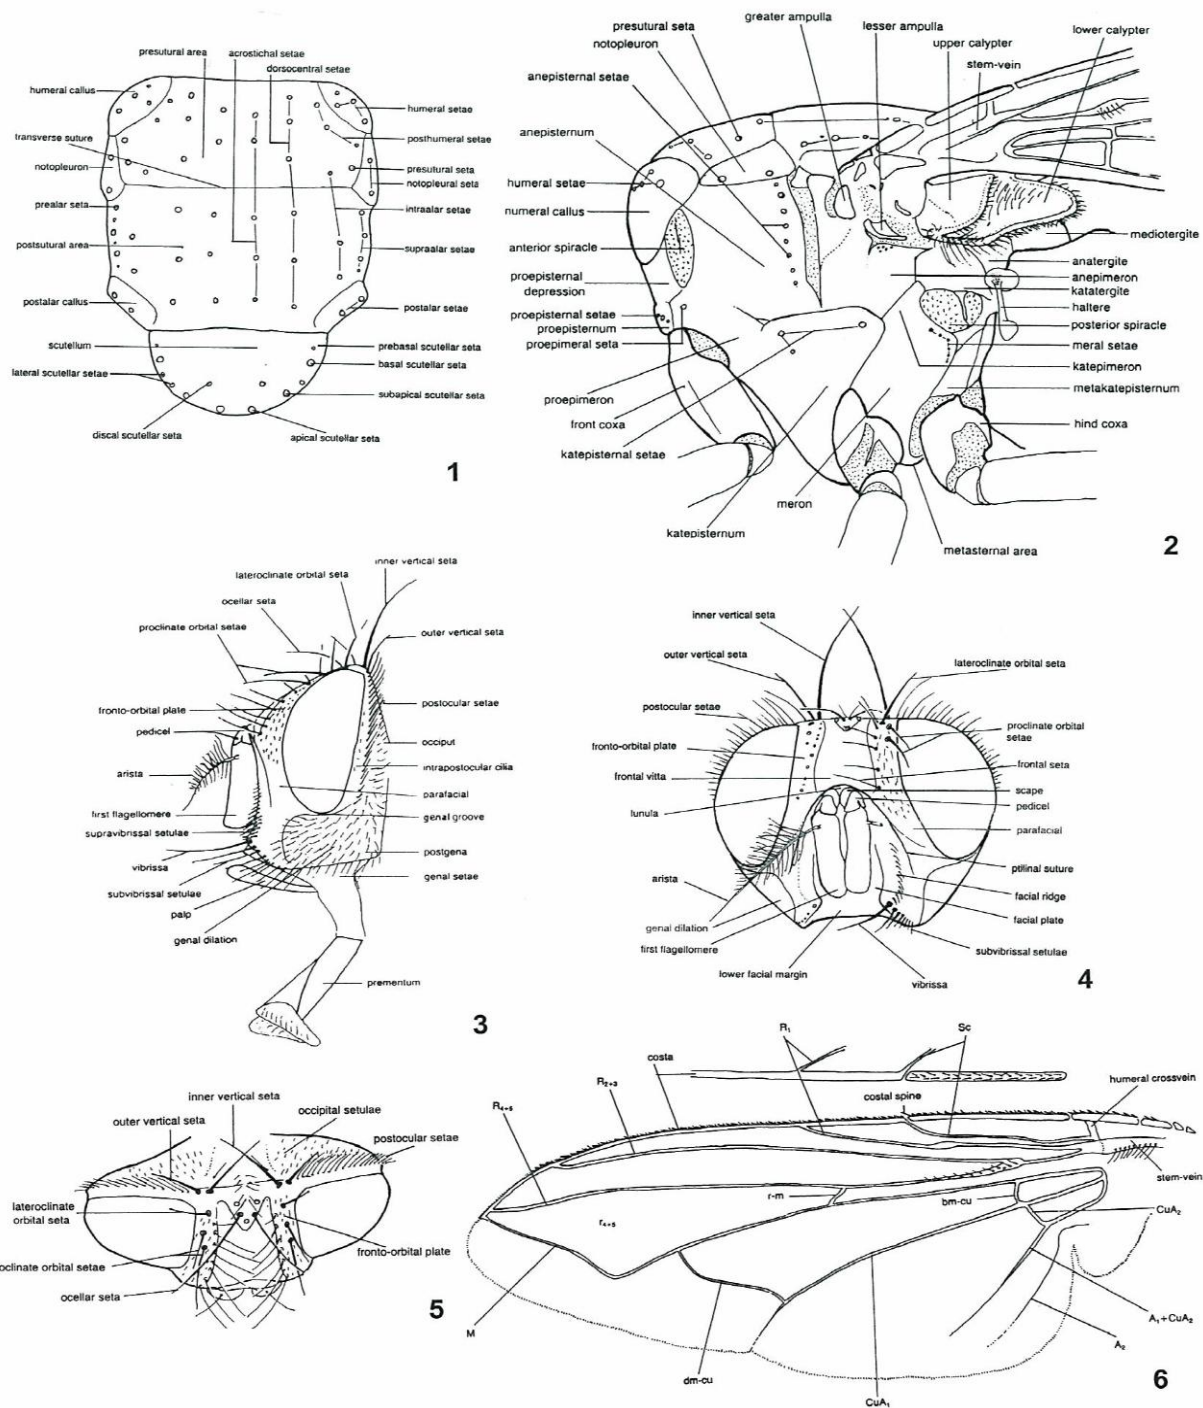 presutural area
acrostichal setae
dorsocentral setae
humeral callus
humeral setae
transverse suture
posthumeral setae
notopleuron
presutural seta
notopleural seta
prealar seta
intraalar setae
postsutural area
supraalar setae
postalar callus
postalar setae
scutellum
prebasal scutellar seta
basal scutellar seta
lateral scutellar setae
subapical scutellar seta
discal scutellar seta
apical scutellar seta
1
greater ampulla
lesser ampulla
lower calypter
presutural seta
notopleuron
upper calypter
stem-vein
anepisternal setae
anepisternum
humeral setae
numeral callus
anterior spiracle
proepisternal
depression
proepisternal setae
proepisternum
proepimeral seta
proepimeron
front coxa
katepisternal setae
katepisternum
meron
metasternal area
mediotergite
anatergite
anepimeron
katatergite
haltere
posterior spiracle
meral setae
katepimeron
metakatepisternum
hind coxa
2
inner vertical seta
lateroclinate orbital seta
ocellar seta
proclinate orbital setae
outer vertical seta
fronto-orbital plate
pedicel
arista
first flagellomere
supravibrissal setulae
vibrissa
subvibrissal setulae
palp
genal dilation
postocular setae
occiput
intrapostocular cilia
parafacial
genal groove
postgena
genal setae
prementum
3
inner vertical seta
outer vertical seta
lateroclinate orbital seta
postocular setae
proclinate orbital
setae
fronto-orbital plate
frontal vitta
frontal seta
lunula
scape
pedicel
parafacial
ptilinal suture
arista
facial ridge
genal dilation
facial plate
first flagellomere
subvibrissal setulae
lower facial margin
vibrissa
4
inner vertical seta
outer vertical seta
occipital setulae
postocular setae
lateroclinate
orbital seta
oclinate orbital setae
fronto-orbital plate
ocellar seta
5
R1
Sc
costa
R2+3
R4+5
costal spine
humeral crossvein
stem-vein
r-m
bm-cu
r4+5
CuA2
M
dm-cu
CuA1
A1+CuA2
A2
6